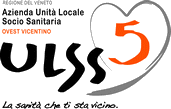 REGIONE DEL VENETO
Azienda Unità Locale
Socio Sanitaria
OVEST VICENTINO
ULSS 5
La sanità che ti sta vicino.